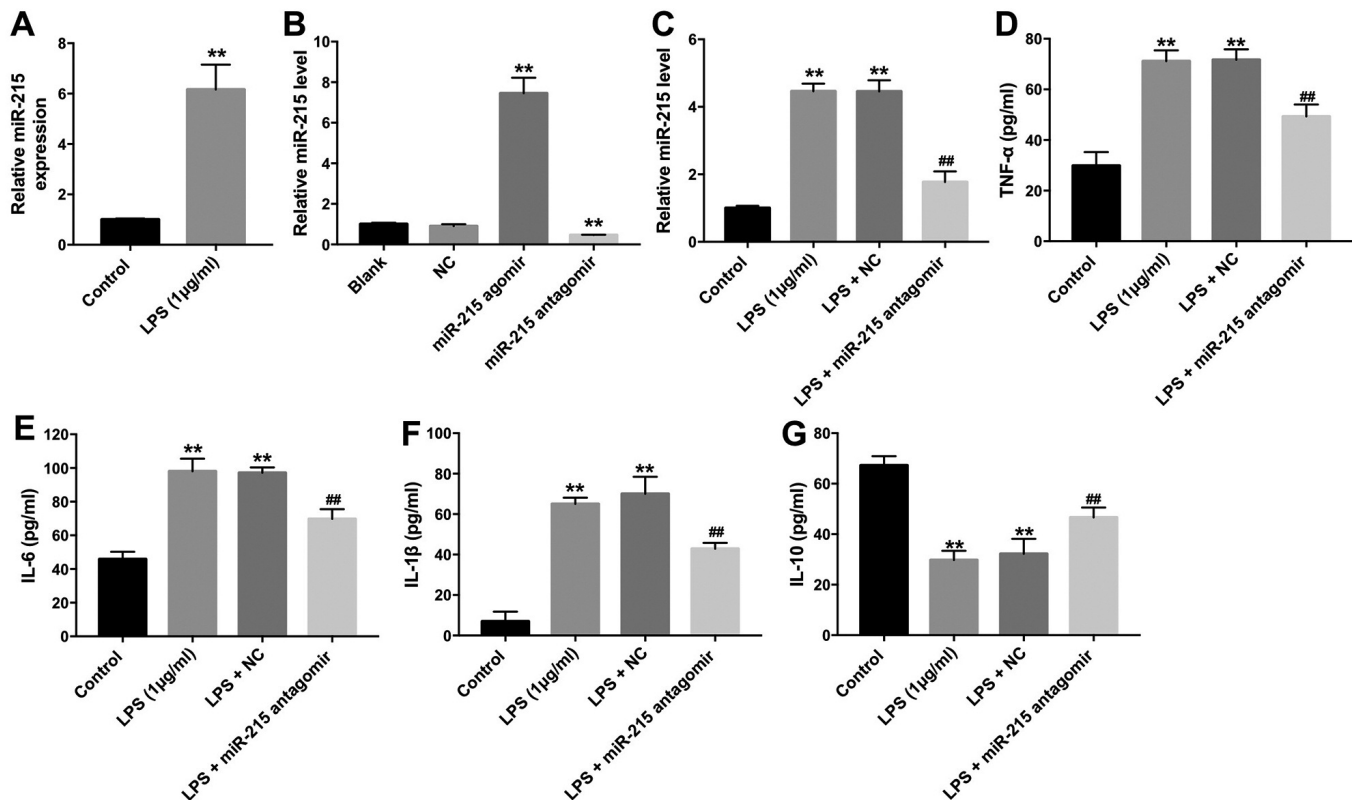 A
Relative miR-215
expression
8
6
4
2
0
**
Control
LPS (1μg/ml)
B
Relative miR-215 level
10
8
6
4
2
0
**
**
Blank
NC
miR-215 agomir
miR-215 antagomir
C
Relative miR-215 level
6
4
2
0
**
**
##
Control
LPS (1μg/ml)
LPS + NC
LPS + miR-215 antagomir
D
TNF-α (pg/ml)
80
60
40
20
0
**
**
##
Control
LPS (1μg/ml)
LPS + NC
LPS + miR-215 antagomir
E
IL-6 (pg/ml)
120
100
80
60
40
20
0
**
**
##
Control
LPS (1μg/ml)
LPS + NC
LPS + miR-215 antagomir
F
IL-1β (pg/ml)
100
80
60
40
20
0
**
**
##
Control
LPS (1μg/ml)
LPS + NC
LPS + miR-215 antagomir
G
IL-10 (pg/ml)
80
60
40
20
0
**
**
##
Control
LPS (1μg/ml)
LPS + NC
LPS + miR-215 antagomir